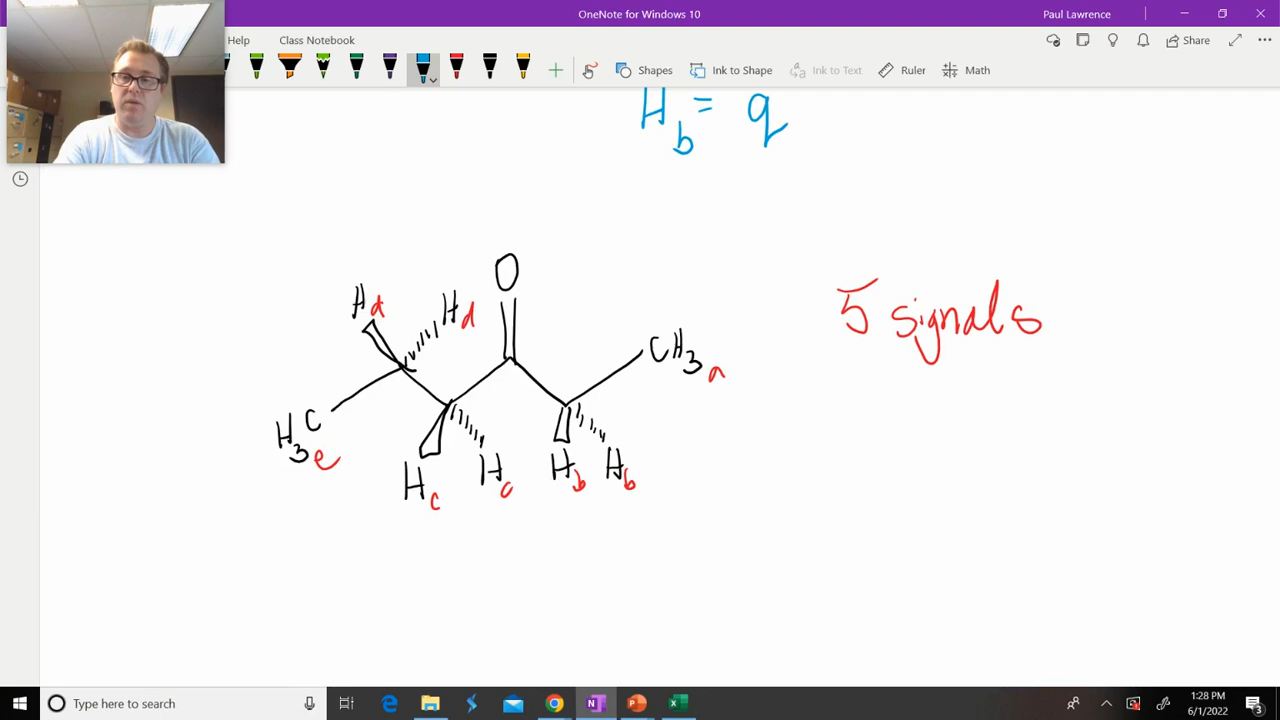 OneNote for Windows 10
Paul Lawrence
Help Class Notebook
Shapes Ink to Shape Ink to Text Ruler Math
Share
H_b = q
O
H_d H_d
CH_3 a
5 signals
H_3C e
H_c H_c H_b H_b
Type here to search
1:28 PM
6/1/2022
3